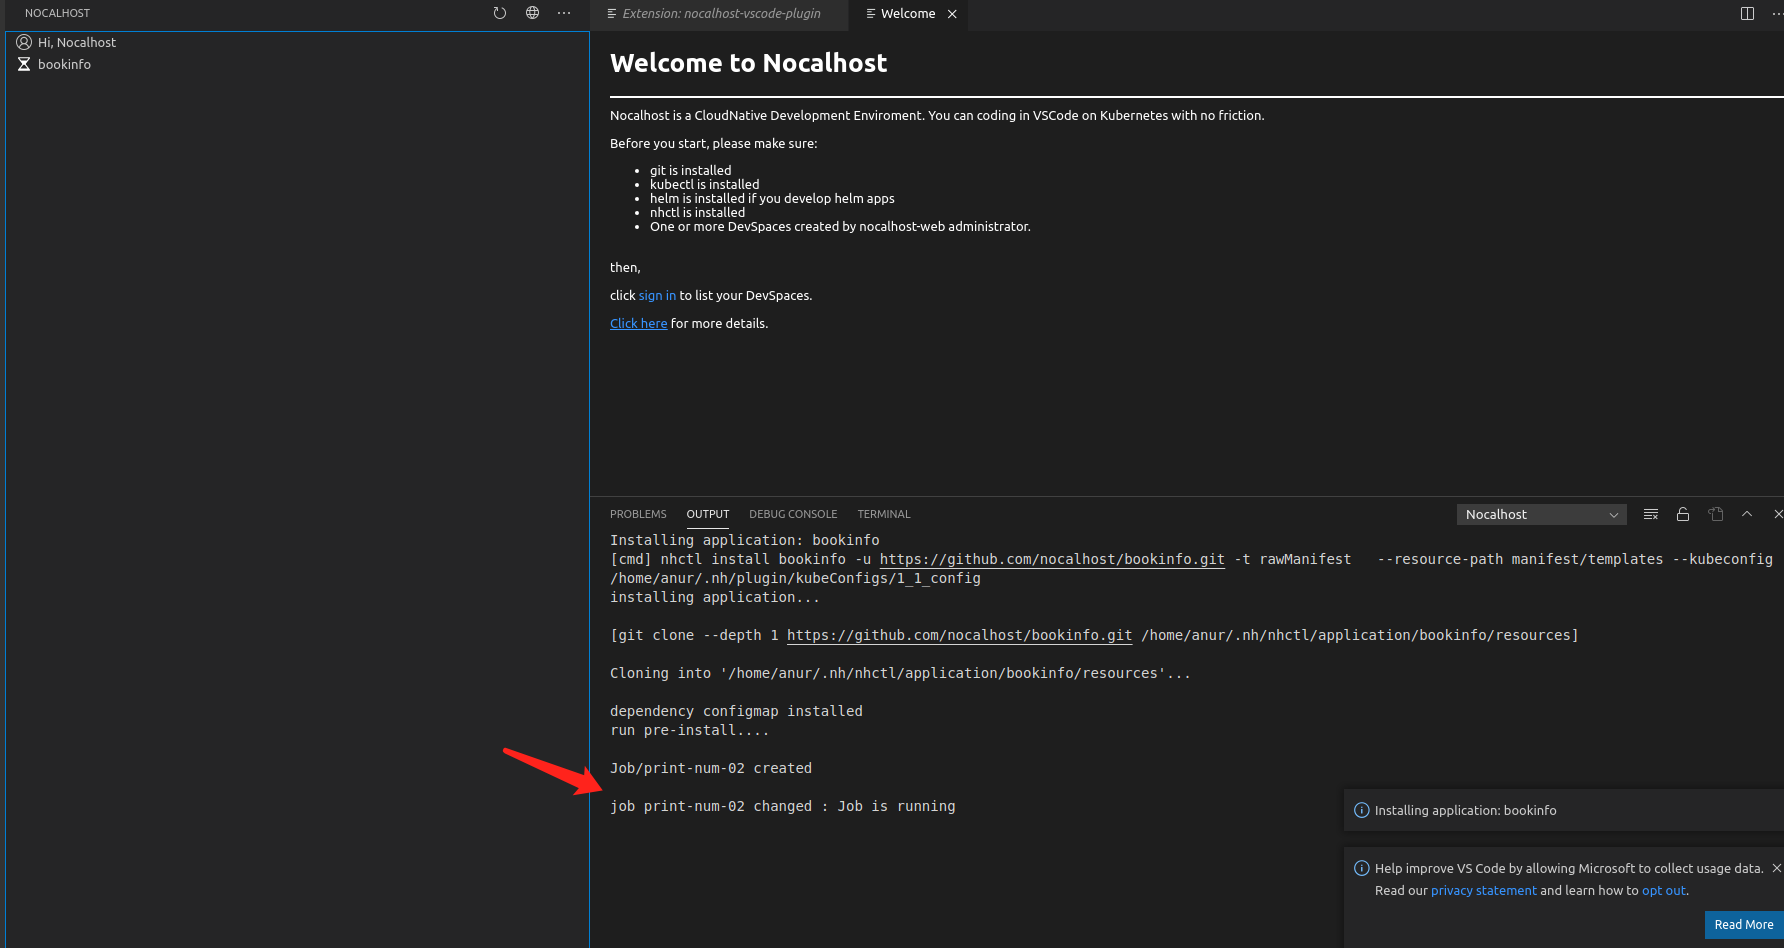 NOCALHOST
Hi, Nocalhost
bookinfo
Extension: nocalhost-vscode-plugin
Welcome
Welcome to Nocalhost
Nocalhost is a CloudNative Development Enviroment. You can coding in VSCode on Kubernetes with no friction.
Before you start, please make sure:
• git is installed
• kubectl is installed
• helm is installed if you develop helm apps
• nhctl is installed
• One or more DevSpaces created by nocalhost-web administrator.
then,
click sign in to list your DevSpaces.
Click here for more details.
PROBLEMS OUTPUT DEBUG CONSOLE TERMINAL
Nocalhost
Installing application: bookinfo
[cmd] nhctl install bookinfo -u https://github.com/nocalhost/bookinfo.git -t rawManifest   --resource-path manifest/templates --kubeconfig
/home/anur/.nh/plugin/kubeConfigs/1_1_config
installing application...
[git clone --depth 1 https://github.com/nocalhost/bookinfo.git /home/anur/.nh/nhctl/application/bookinfo/resources]
Cloning into '/home/anur/.nh/nhctl/application/bookinfo/resources'...
dependency configmap installed
run pre-install....
Job/print-num-02 created
job print-num-02 changed : Job is running
Installing application: bookinfo
Help improve VS Code by allowing Microsoft to collect usage data.
Read our privacy statement and learn how to opt out.
Read More